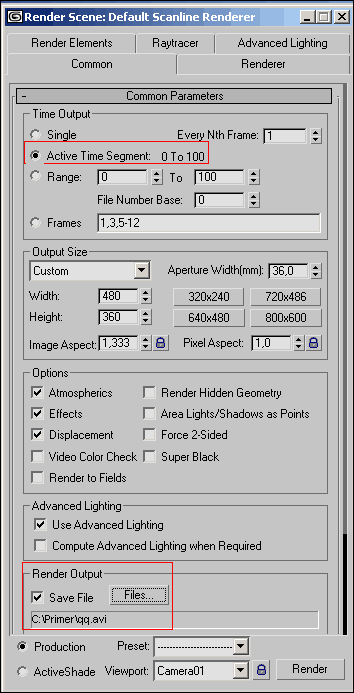 Render Scene: Default Scanline Renderer
Render Elements Raytracer Advanced Lighting
Common Renderer
- Common Parameters
Time Output
Single Every Nth Frame: 1
Active Time Segment: 0 To 100
Range: 0 To 100
File Number Base: 0
Frames 1,3,5-12
Output Size
Custom Aperture Width(mm): 36,0
Width: 480 320x240 720x486
Height: 360 640x480 800x600
Image Aspect: 1,333 Pixel Aspect: 1,0
Options
Atmospherics Render Hidden Geometry
Effects Area Lights/Shadows as Points
Displacement Force 2-Sided
Video Color Check Super Black
Render to Fields
Advanced Lighting
Use Advanced Lighting
Compute Advanced Lighting when Required
Render Output
Save File Files...
C:\Primer\qq.avi
Production Preset: --------------------
ActiveShade Viewport: Camera01 Render